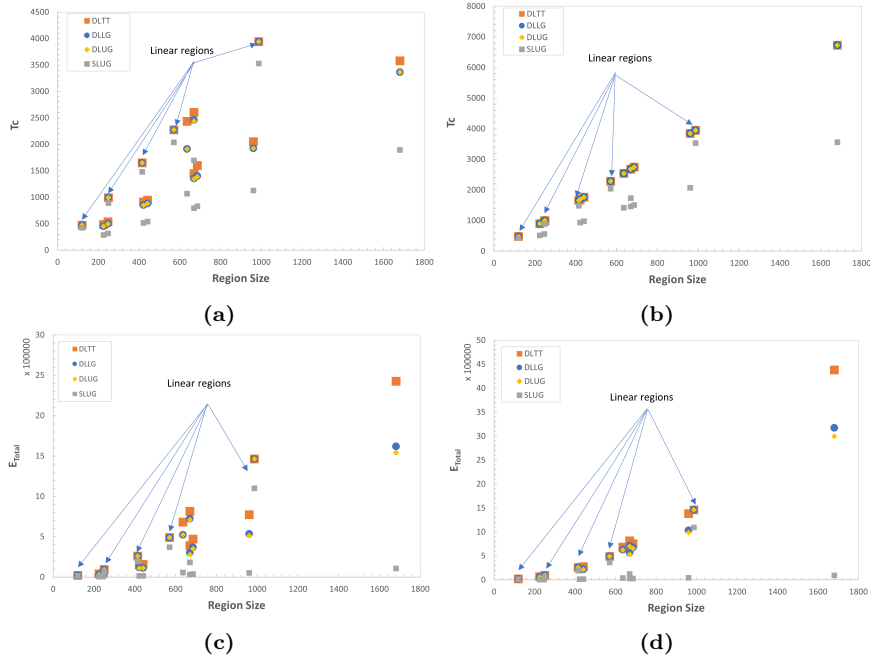 4500
4000
3500
3000
2500
2000
1500
1000
500
0
Tc
DLTT
DLLG
DLUG
SLUG
Linear regions
0 200 400 600 800 1000 1200 1400 1600 1800
Region Size
(a)
8000
7000
6000
5000
4000
3000
2000
1000
0
Tc
DLTT
DLLG
DLUG
SLUG
Linear regions
0 200 400 600 800 1000 1200 1400 1600 1800
Region Size
(b)
30
25
20
15
10
5
0
x 100000
E_Total
DLTT
DLLG
DLUG
SLUG
Linear regions
0 200 400 600 800 1000 1200 1400 1600 1800
Region Size
(c)
50
45
40
35
30
25
20
15
10
5
0
x 100000
E_Total
DLTT
DLLG
DLUG
SLUG
Linear regions
0 200 400 600 800 1000 1200 1400 1600 1800
Region Size
(d)